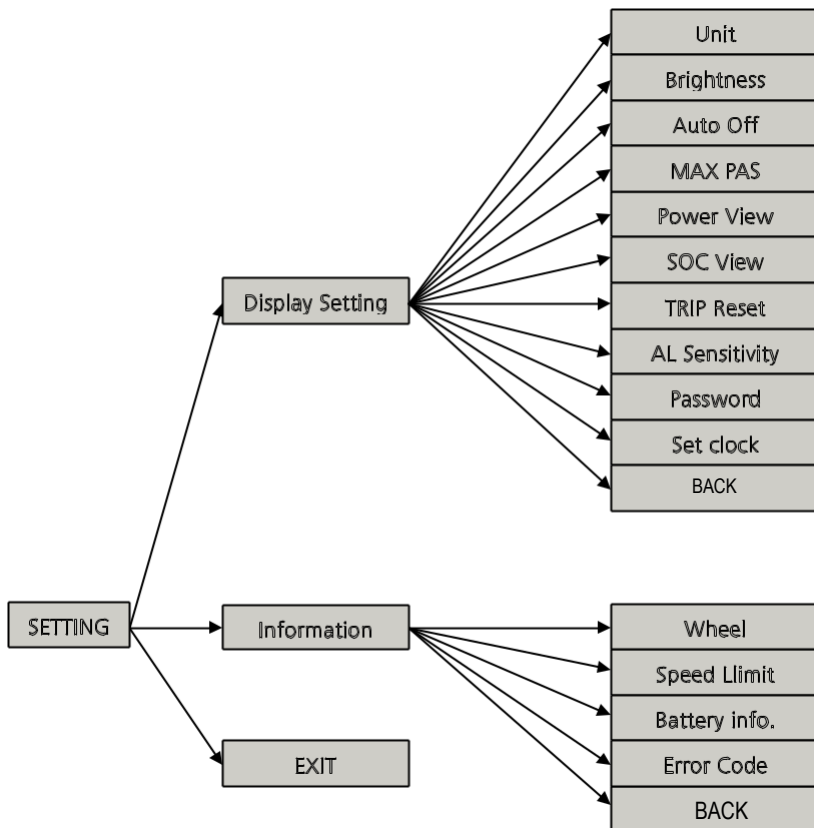 Unit
Brightness
Auto Off
MAX PAS
Power View
SOC View
Display Setting
TRIP Reset
AL Sensitivity
Password
Set clock
BACK
SETTING
Information
Wheel
Speed Llimit
Battery info.
EXIT
Error Code
BACK